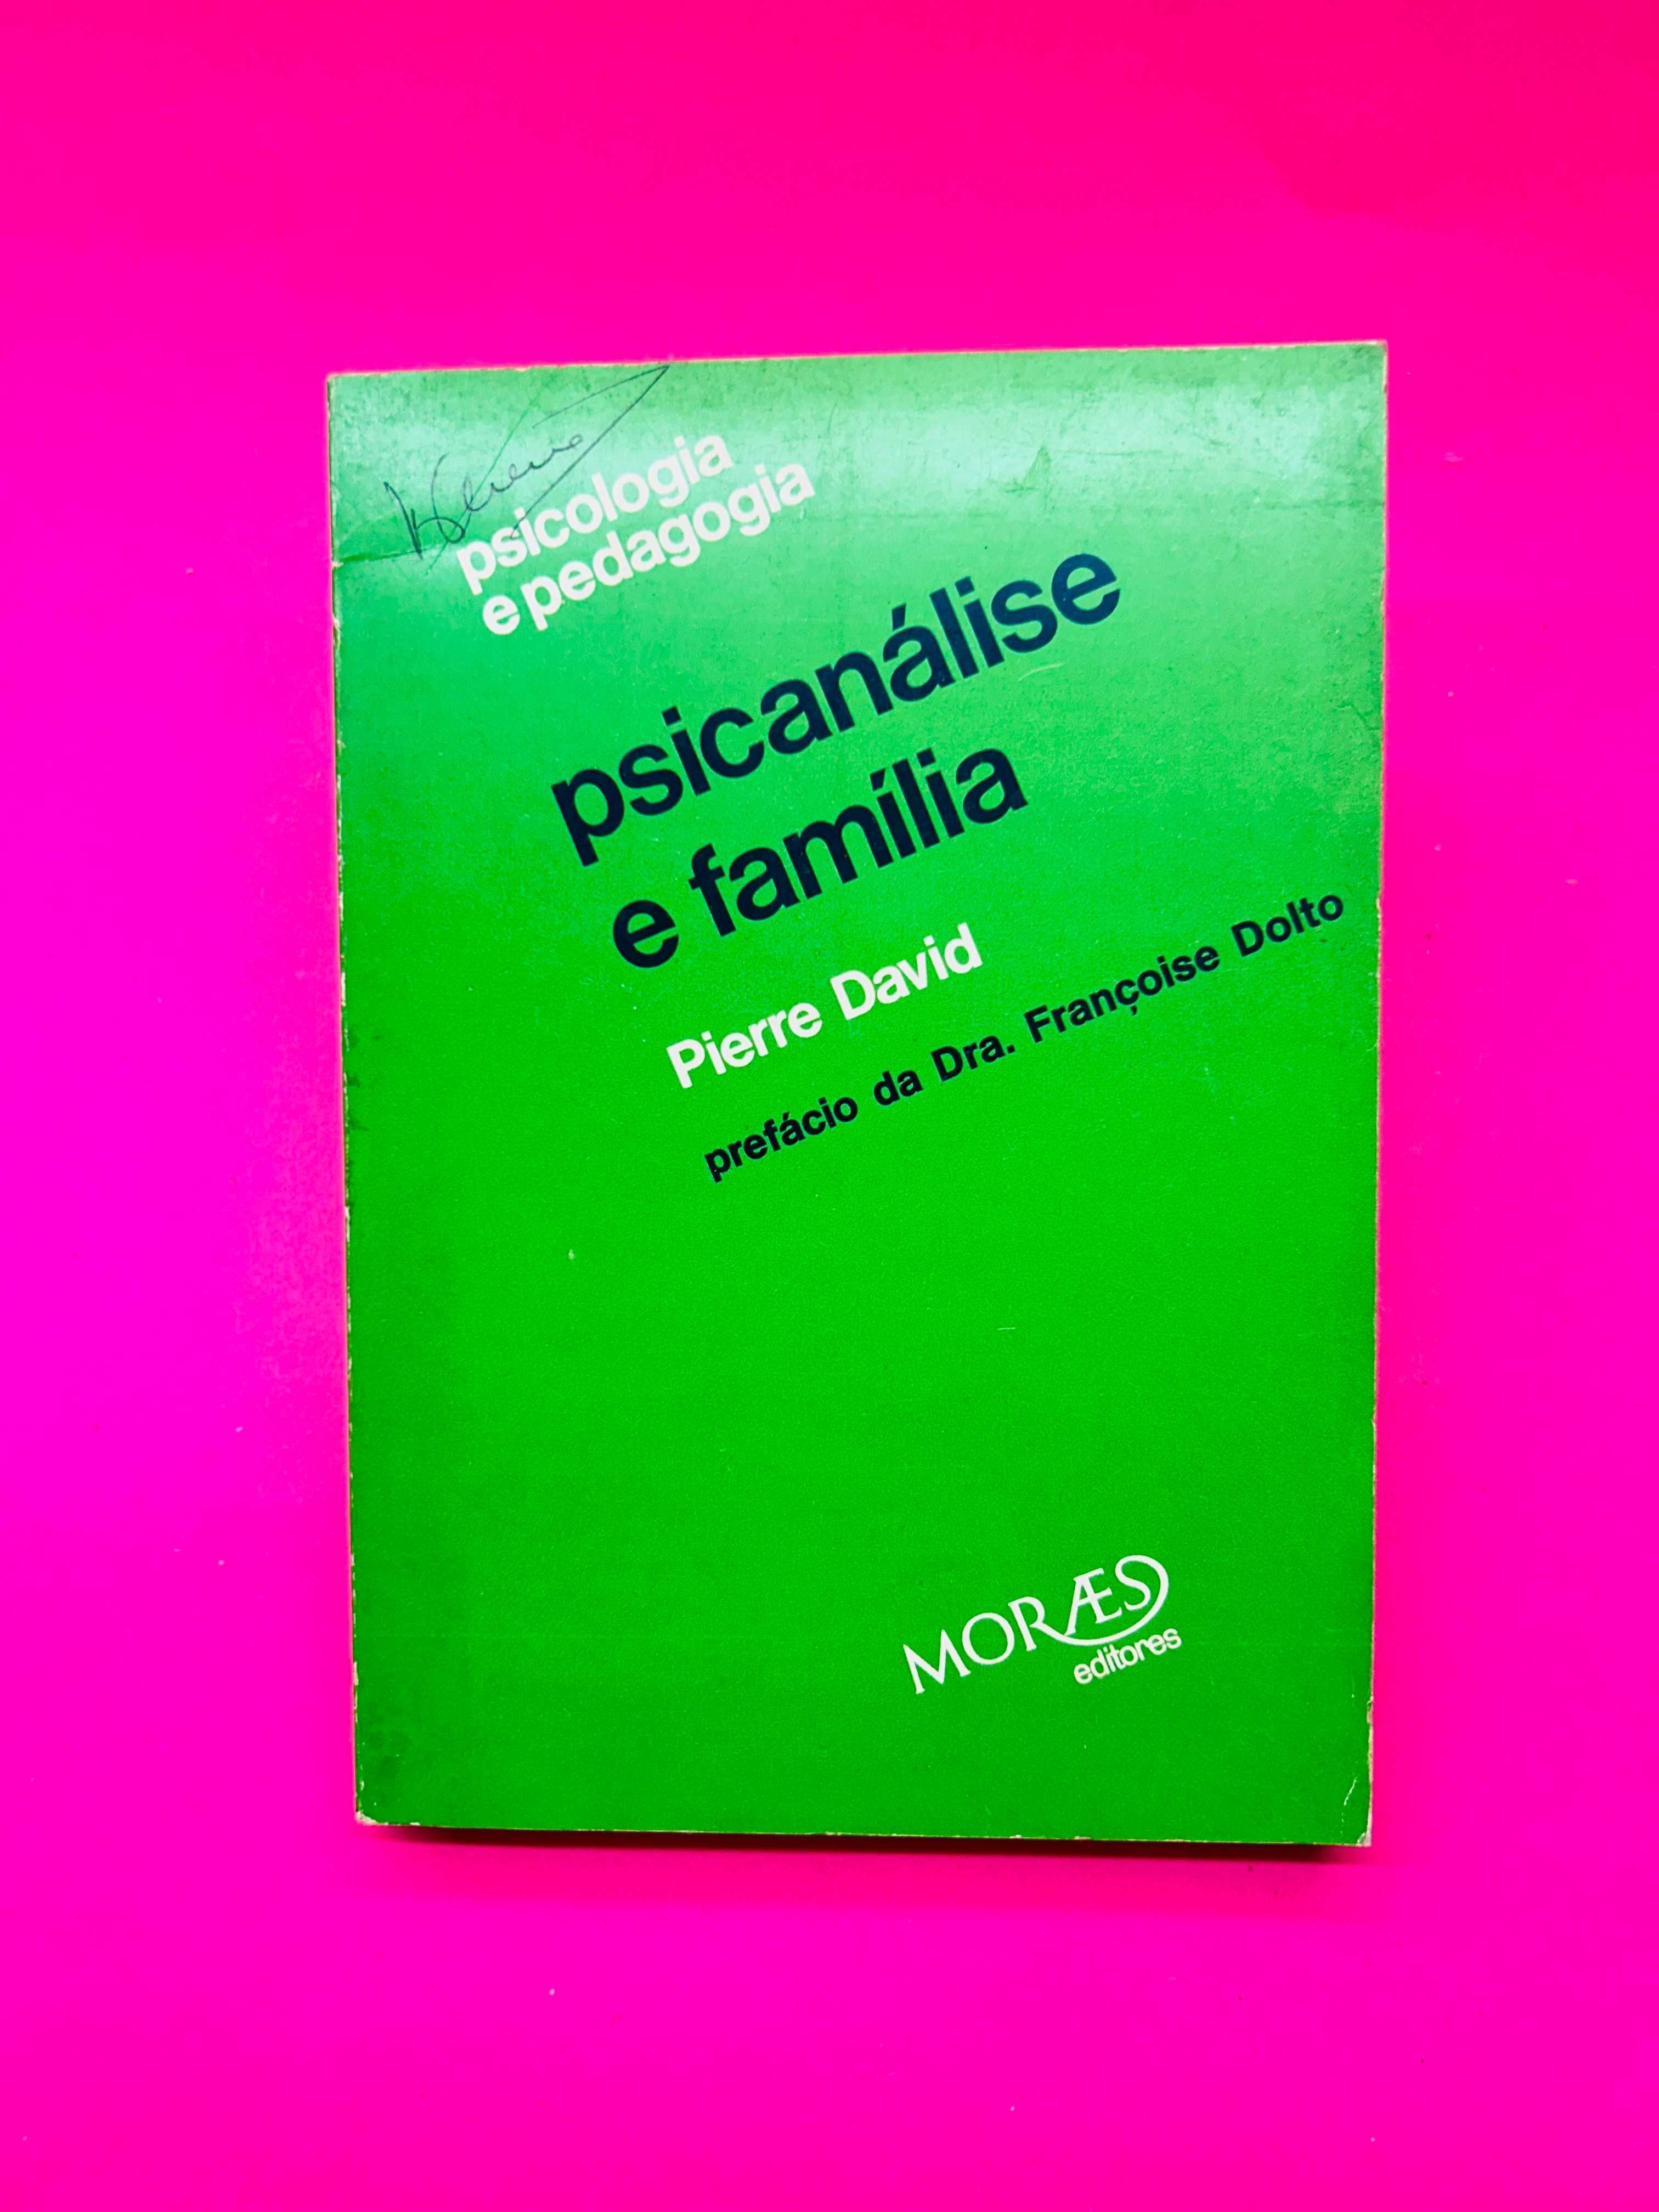 psicologia
e pedagogia
psicanálise
e família
Pierre David
prefácio da Dra. Françoise Dolto
MORÆS
editores